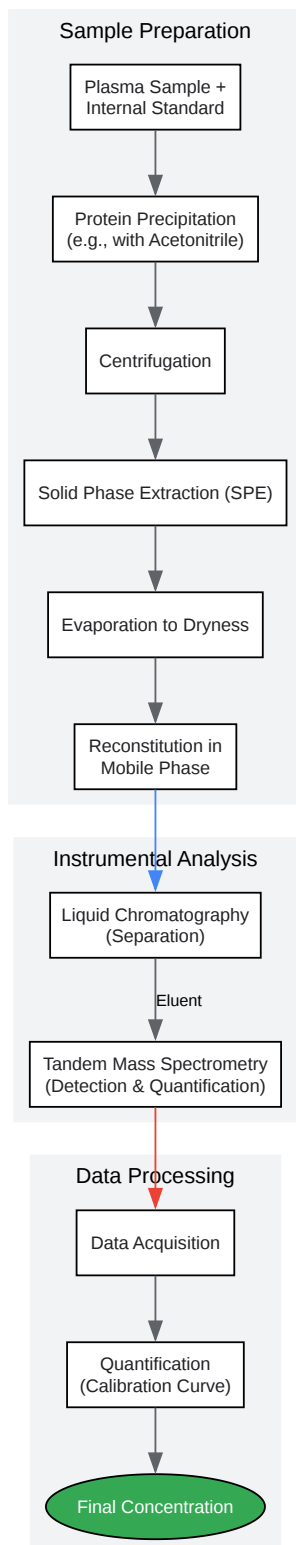 Sample Preparation
Plasma Sample +
Internal Standard
Protein Precipitation
(e.g., with Acetonitrile)
Centrifugation
Solid Phase Extraction (SPE)
Evaporation to Dryness
Reconstitution in
Mobile Phase
Instrumental Analysis
Liquid Chromatography
(Separation)
Eluent
Tandem Mass Spectrometry
(Detection & Quantification)
Data Processing
Data Acquisition
Quantification
(Calibration Curve)
Final Concentration